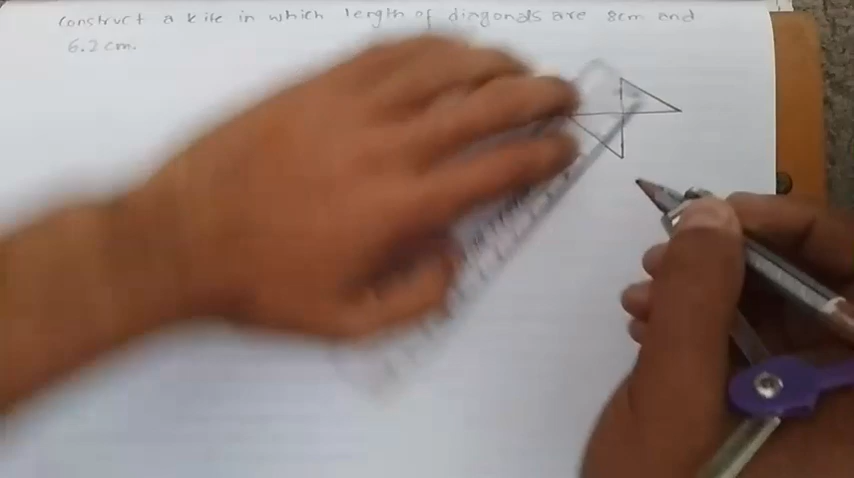 construct a kite in which length of diagonals are 8cm and
6.2 cm.